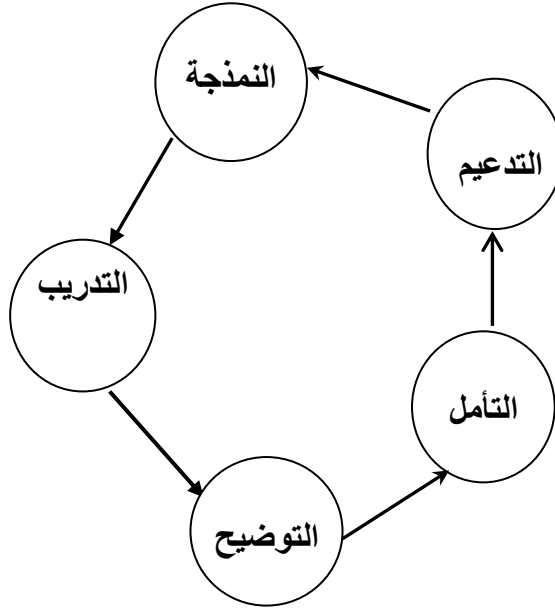 النمذجة
التدعيم
التدريب
التأمل
التوضيح